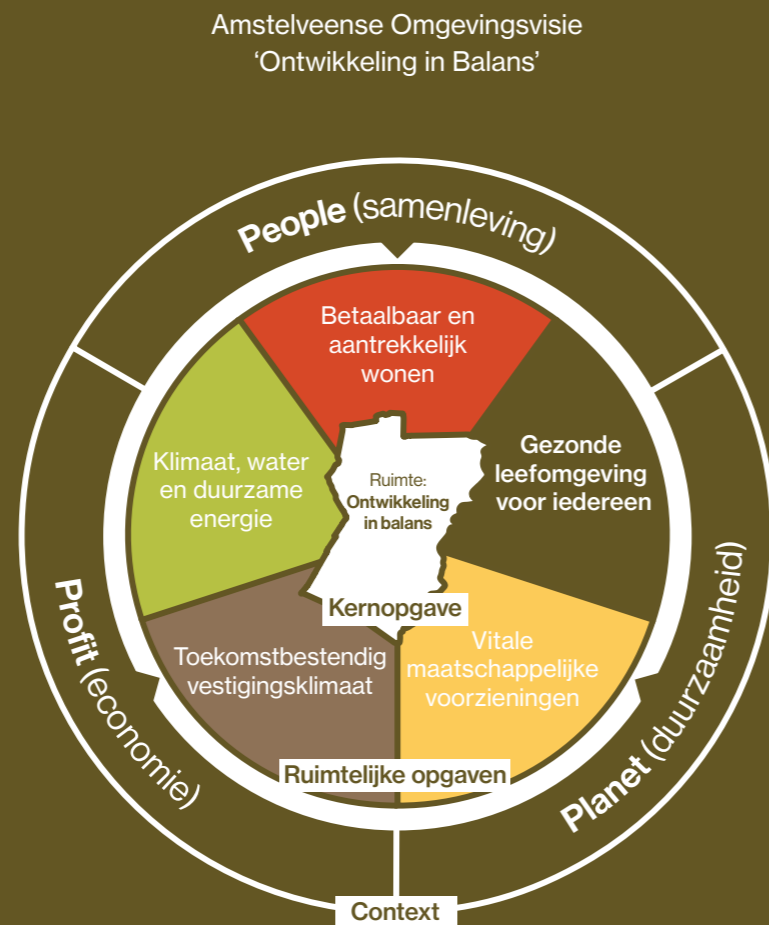 Amstelveense Omgevingsvisie
‘Ontwikkeling in Balans’
People (samenleving)
Betaalbaar en
aantrekkelijk
wonen
Gezonde
leefomgeving
voor iedereen
Klimaat, water
en duurzame
energie
Ruimte:
Ontwikkeling
in balans
Kernopgave
Toekomstbestendig
vestigingsklimaat
Vitale
maatschappelijke
voorzieningen
Ruimtelijke opgaven
Profit (economie)
Planet (duurzaamheid)
Context